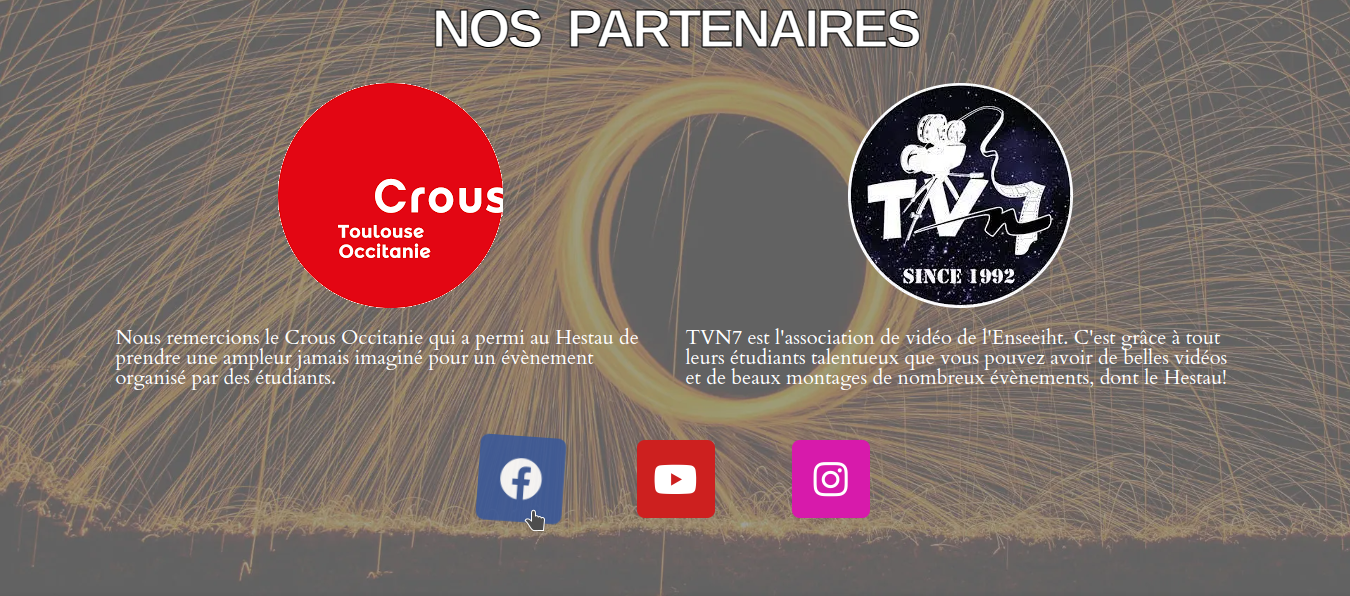 NOS PARTENAIRES
Crous
Toulouse
Occitanie
TVn7
SINCE 1992
Nous remercions le Crous Occitanie qui a permi au Hestau de
prendre une ampleur jamais imaginé pour un évènement
organisé par des étudiants.
TVN7 est l'association de vidéo de l'Enseeiht. C'est grâce à tout
leurs étudiants talentueux que vous pouvez avoir de belles vidéos
et de beaux montages de nombreux évènements, dont le Hestau!